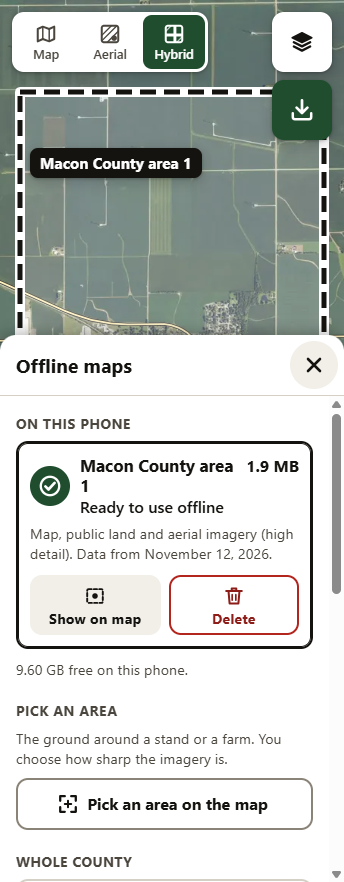 Map
Aerial
Hybrid
Macon County area 1
Offline maps
ON THIS PHONE
Macon County area 1.9 MB
1
Ready to use offline
Map, public land and aerial imagery (high
detail). Data from November 12, 2026.
Show on map
Delete
9.60 GB free on this phone.
PICK AN AREA
The ground around a stand or a farm. You
choose how sharp the imagery is.
Pick an area on the map
WHOLE COUNTY